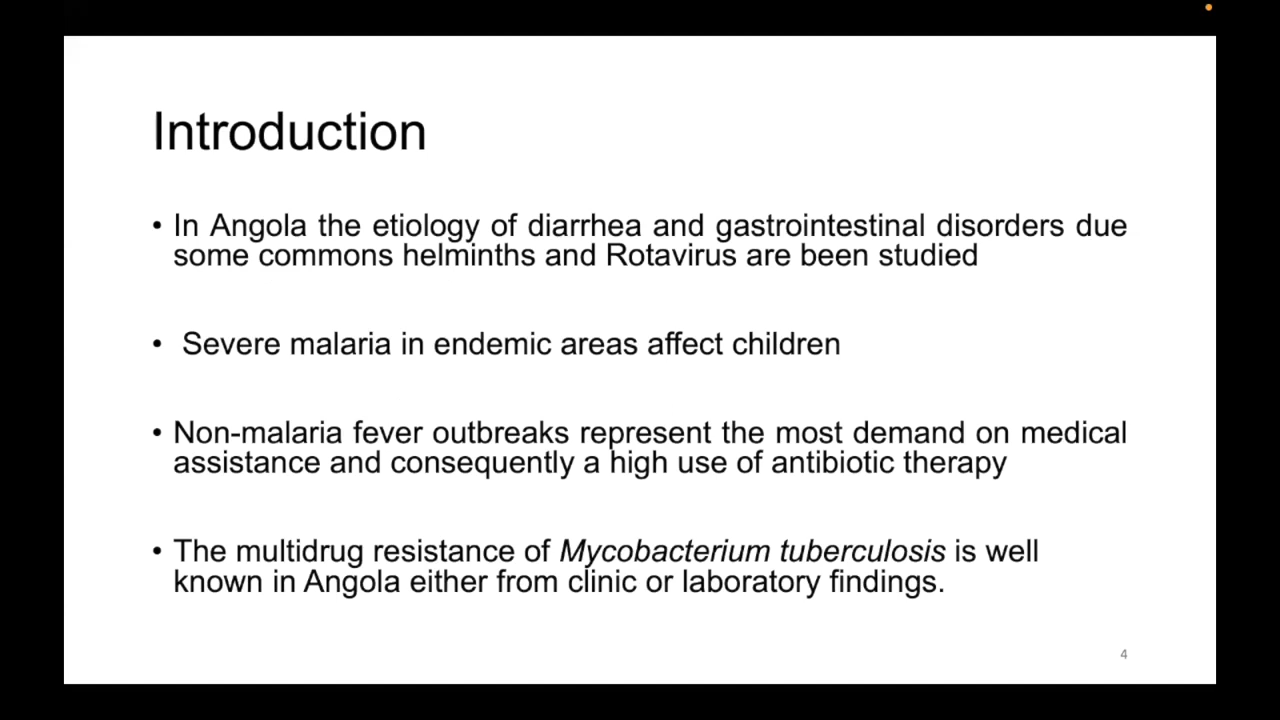 Introduction
• In Angola the etiology of diarrhea and gastrointestinal disorders due
some commons helminths and Rotavirus are been studied
• Severe malaria in endemic areas affect children
• Non-malaria fever outbreaks represent the most demand on medical
assistance and consequently a high use of antibiotic therapy
• The multidrug resistance of Mycobacterium tuberculosis is well
known in Angola either from clinic or laboratory findings.
4